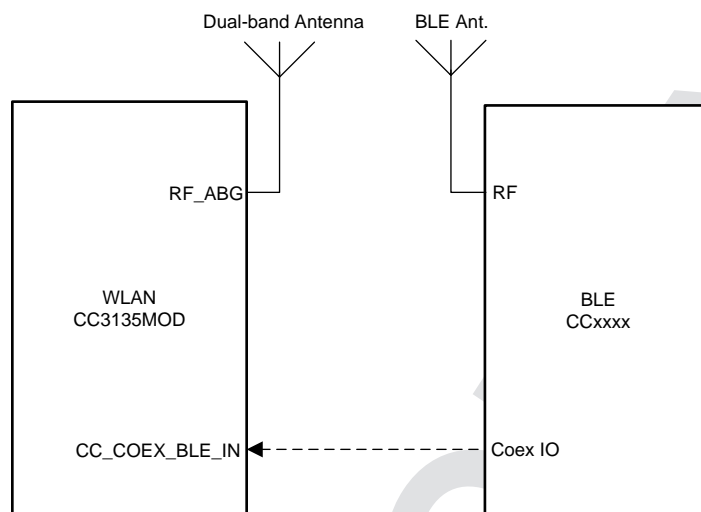 Dual-band Antenna
BLE Ant.
RF_ABG
RF
WLAN
CC3135MOD
BLE
CCxxxx
CC_COEX_BLE_IN
Coex IO